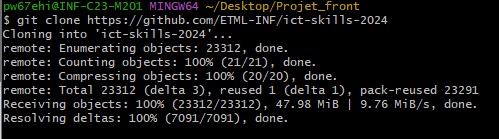 pw67ehi@INF-C23-M201 MINGW64 ~/Desktop/Projet_front
$ git clone https://github.com/ETML-INF/ict-skills-2024
Cloning into 'ict-skills-2024'...
remote: Enumerating objects: 23312, done.
remote: Counting objects: 100% (21/21), done.
remote: Compressing objects: 100% (20/20), done.
remote: Total 23312 (delta 3), reused 1 (delta 1), pack-reused 23291
Receiving objects: 100% (23312/23312), 47.98 MiB | 9.76 MiB/s, done.
Resolving deltas: 100% (7091/7091), done.